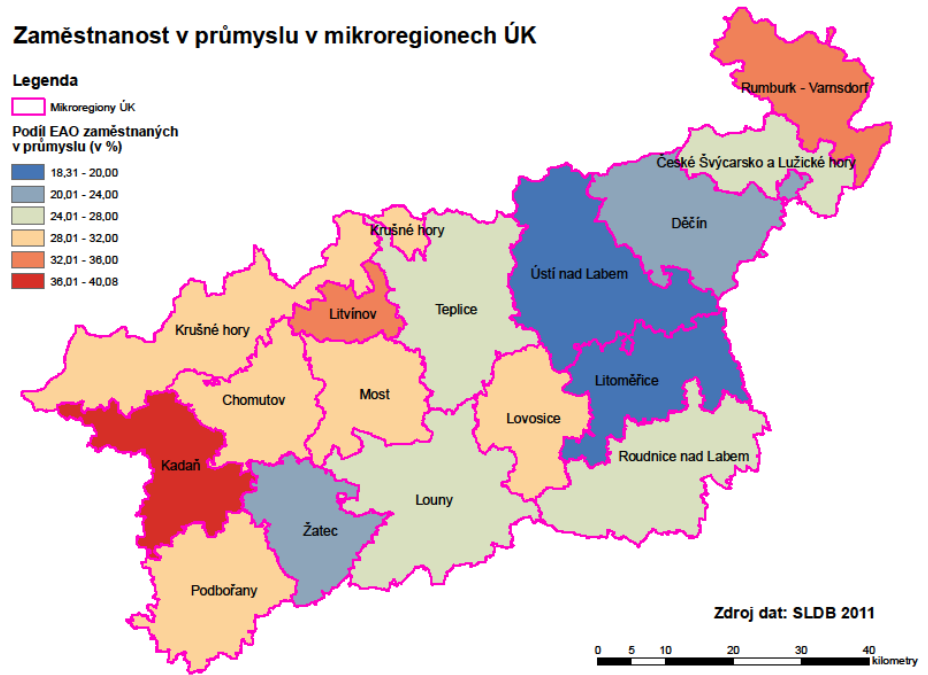 Zaměstnanost v průmyslu v mikroregionech ÚK
Legenda
Mikroregiony ÚK
Podíl EAO zaměstnaných
v průmyslu (v %)
18,31 - 20,00
20,01 - 24,00
24,01 - 28,00
28,01 - 32,00
32,01 - 36,00
36,01 - 40,08
Rumburk - Varnsdorf
České Švýcarsko a Lužické hory
Děčín
Krušné hory
Ústí nad Labem
Teplice
Litvínov
Krušné hory
Litoměřice
Most
Chomutov
Lovosice
Roudnice nad Labem
Kadaň
Louny
Žatec
Podbořany
Zdroj dat: SLDB 2011
0 5 10 20 30 40
kilometry